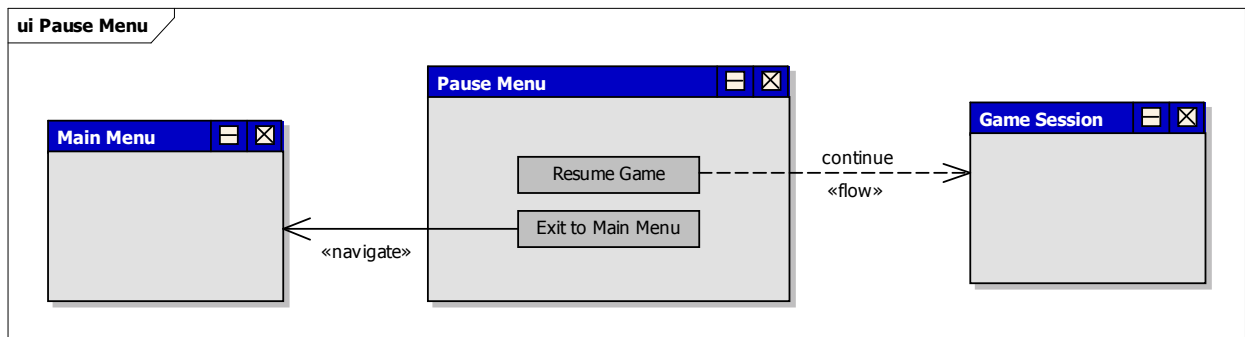 ui Pause Menu
Pause Menu
Main Menu
Game Session
Resume Game
continue
«flow»
Exit to Main Menu
«navigate»